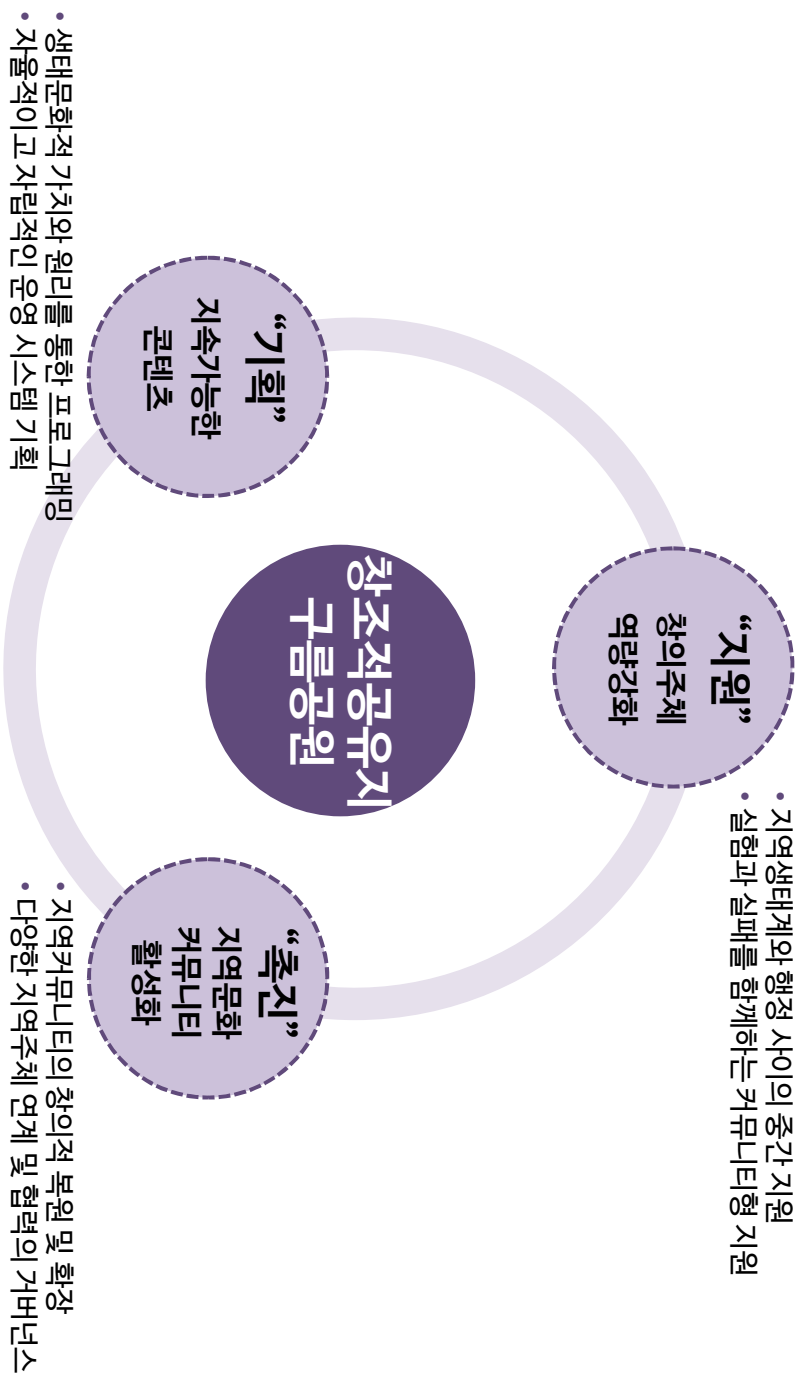 “지원”
창의주체
역량강화
• 지역생태계와 행정 사이의 중간 지원
• 실험과 실패를 함께하는 커뮤니티형 지원
창조적공유지
구름공원
“기획”
지속가능한
콘텐츠
• 생태문화적 가치와 원리를 통한 프로그래밍
• 자율적이고 자립적인 운영 시스템 기획
“촉진”
지역문화
커뮤니티
활성화
• 지역커뮤니티의 창의적 복원 및 확장
• 다양한 지역주체 연계 및 협력의 거버넌스